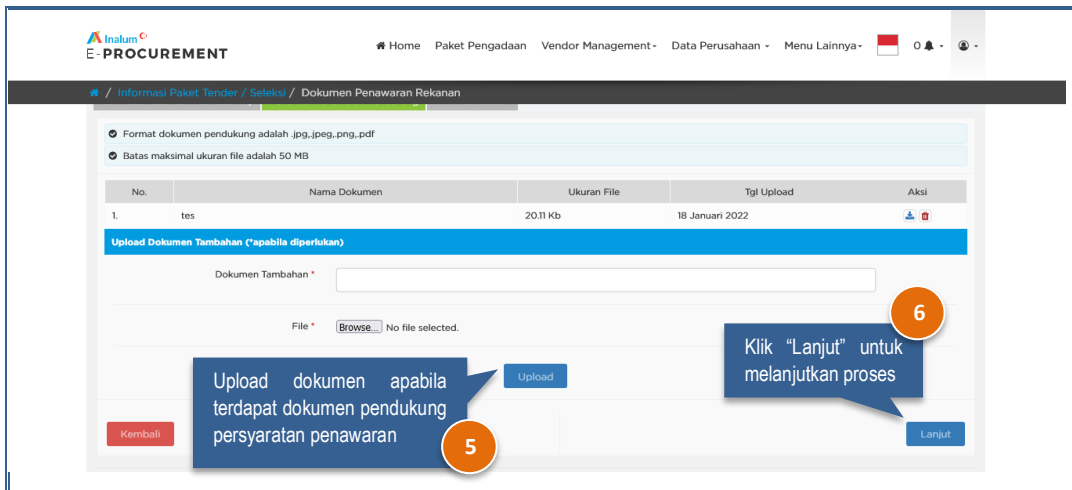 Inalum
E-PROCUREMENT
Home Paket Pengadaan Vendor Management Data Perusahaan Menu Lainnya 0
/ Informasi Paket Tender / Seleksi / Dokumen Penawaran Rekanan
Format dokumen pendukung adalah .jpg,.jpeg,.png,.pdf
Batas maksimal ukuran file adalah 50 MB
No. Nama Dokumen Ukuran File Tgl Upload Aksi
1. tes 20.11 Kb 18 Januari 2022
Upload Dokumen Tambahan (*apabila diperlukan)
Dokumen Tambahan *
File * Browse... No file selected.
6
Klik “Lanjut” untuk
melanjutkan proses
Upload
Upload dokumen apabila
terdapat dokumen pendukung
persyaratan penawaran
5
Kembali
Lanjut